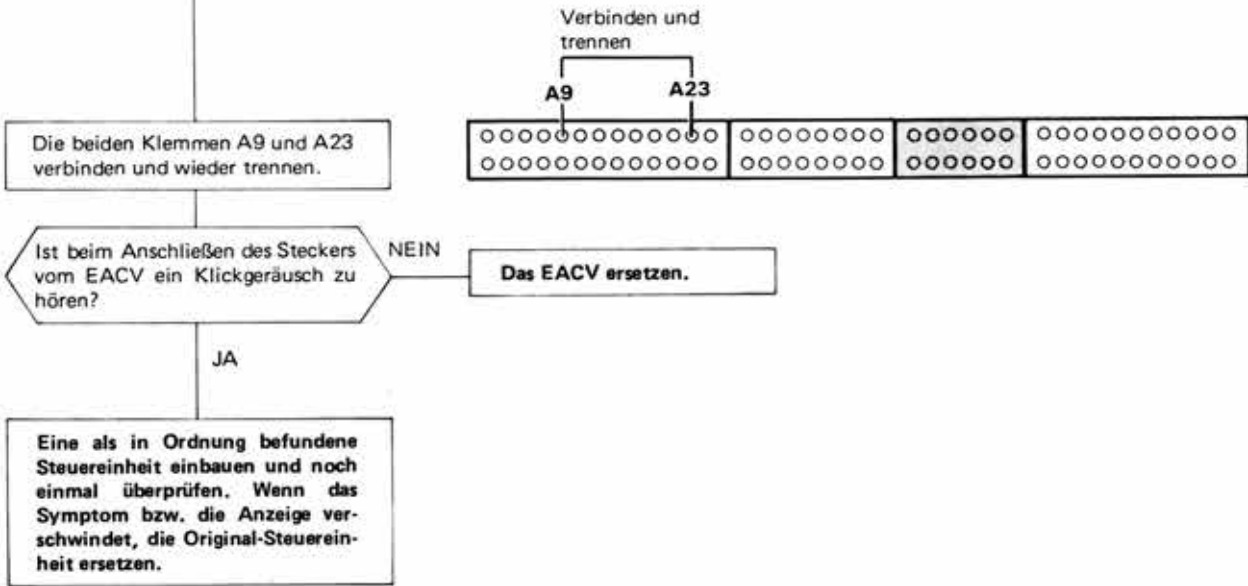 Verbinden und
trennen
A9 A23
Die beiden Klemmen A9 und A23
verbinden und wieder trennen.
Ist beim Anschließen des Steckers
vom EACV ein Klickgeräusch zu
hören?
NEIN
Das EACV ersetzen.
JA
Eine als in Ordnung befundene
Steuereinheit einbauen und noch
einmal überprüfen. Wenn das
Symptom bzw. die Anzeige ver-
schwindet, die Original-Steuerein-
heit ersetzen.